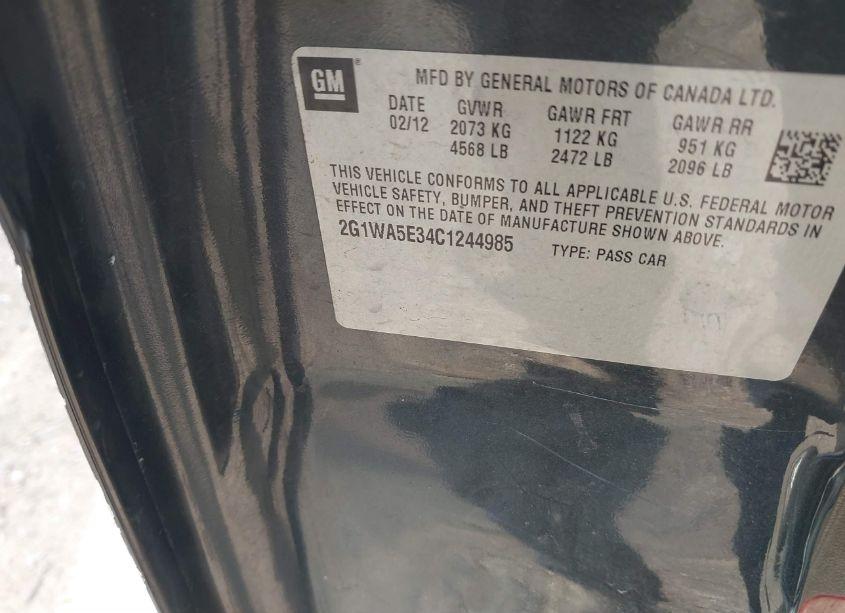 GM
MFD BY GENERAL MOTORS OF CANADA LTD.
DATE GVWR GAWR FRT GAWR RR
02/12 2073 KG 1122 KG 951 KG
4568 LB 2472 LB 2096 LB
THIS VEHICLE CONFORMS TO ALL APPLICABLE U.S. FEDERAL MOTOR
VEHICLE SAFETY, BUMPER, AND THEFT PREVENTION STANDARDS IN
EFFECT ON THE DATE OF MANUFACTURE SHOWN ABOVE.
2G1WA5E34C1244985 TYPE: PASS CAR